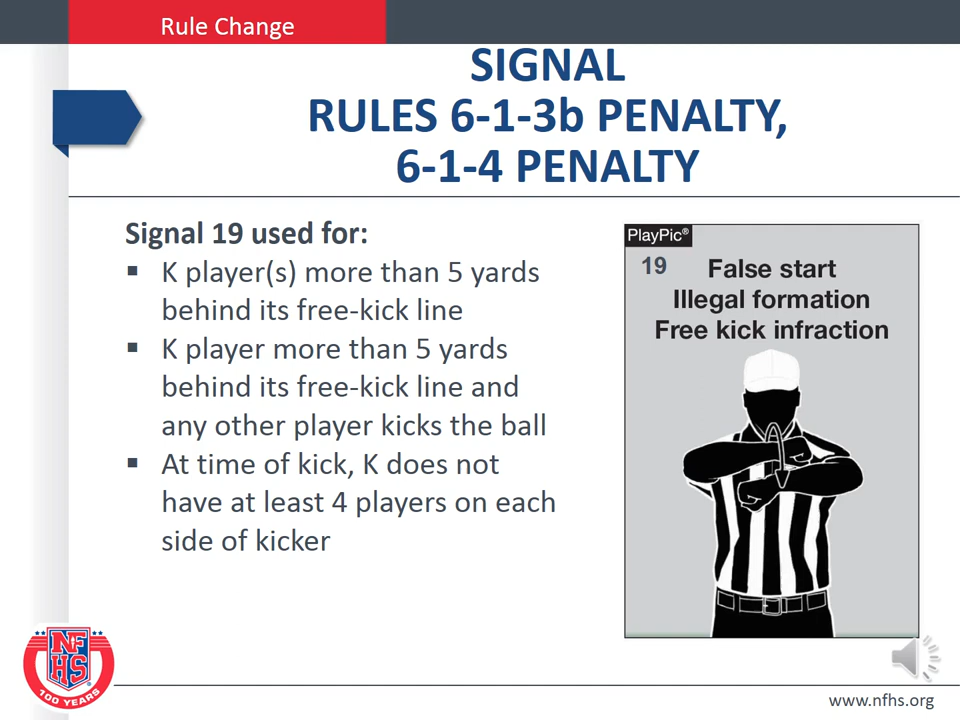 Rule Change
SIGNAL
RULES 6-1-3b PENALTY,
6-1-4 PENALTY
Signal 19 used for:
▪ K player(s) more than 5 yards
behind its free-kick line
▪ K player more than 5 yards
behind its free-kick line and
any other player kicks the ball
▪ At time of kick, K does not
have at least 4 players on each
side of kicker
PlayPic®
19 False start
Illegal formation
Free kick infraction
NF
HS
100 YEARS
www.nfhs.org